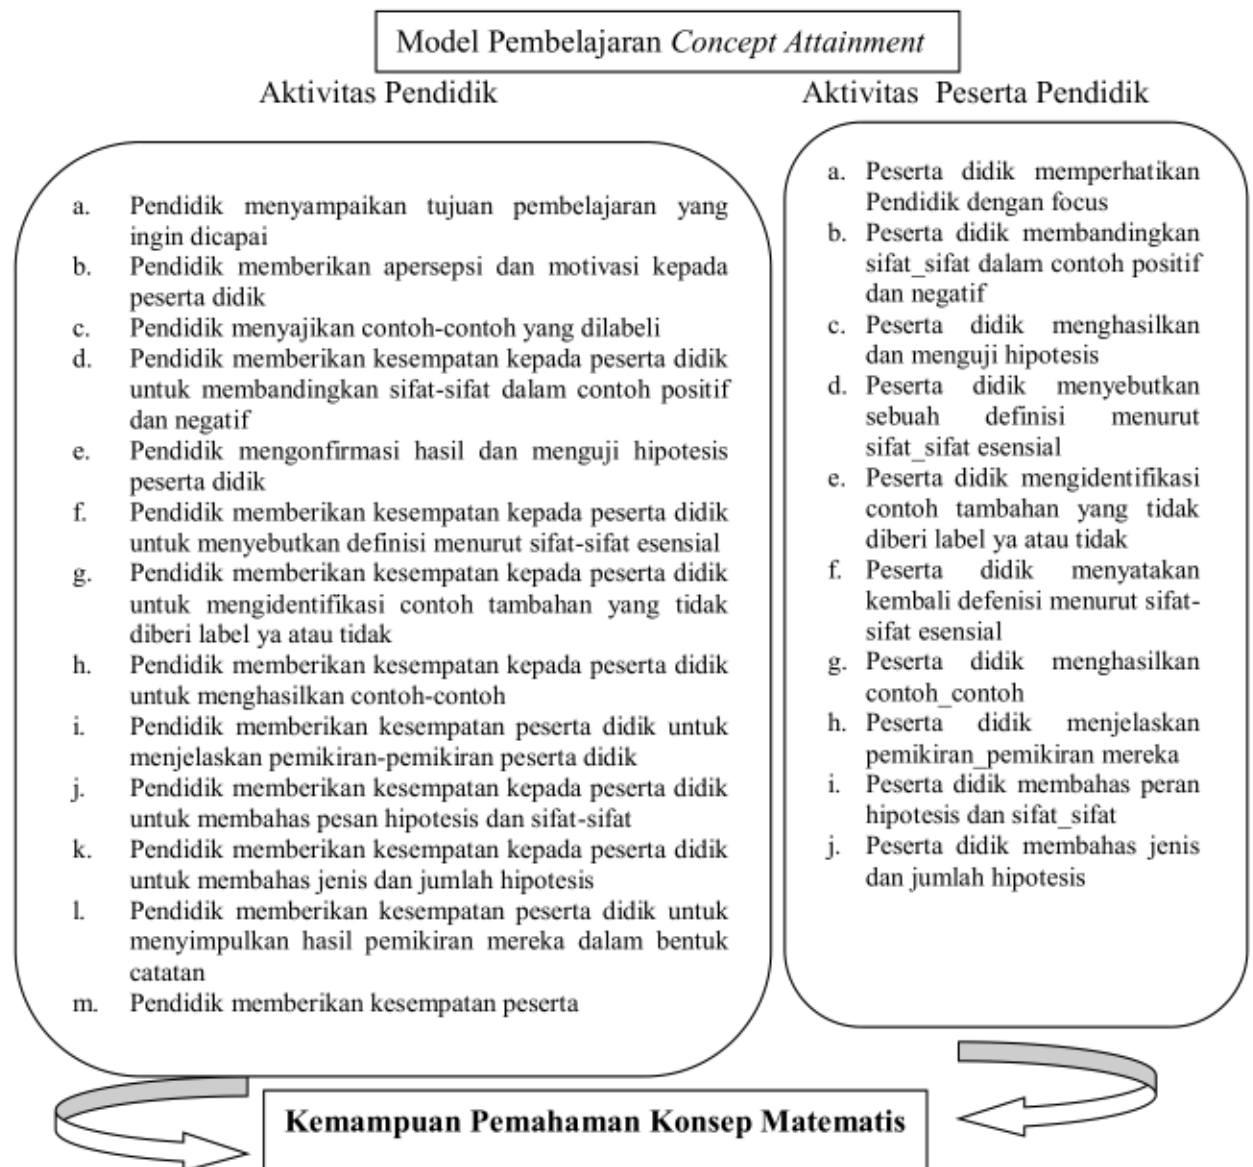 Model Pembelajaran Concept Attainment
Aktivitas Pendidik
a. Pendidik menyampaikan tujuan pembelajaran yang
ingin dicapai
b. Pendidik memberikan apersepsi dan motivasi kepada
peserta didik
c. Pendidik menyajikan contoh-contoh yang dilabeli
d. Pendidik memberikan kesempatan kepada peserta didik
untuk membandingkan sifat-sifat dalam contoh positif
dan negatif
e. Pendidik mengonfirmasi hasil dan menguji hipotesis
peserta didik
f. Pendidik memberikan kesempatan kepada peserta didik
untuk menyebutkan definisi menurut sifat-sifat esensial
g. Pendidik memberikan kesempatan kepada peserta didik
untuk mengidentifikasi contoh tambahan yang tidak
diberi label ya atau tidak
h. Pendidik memberikan kesempatan kepada peserta didik
untuk menghasilkan contoh-contoh
i. Pendidik memberikan kesempatan peserta didik untuk
menjelaskan pemikiran-pemikiran peserta didik
j. Pendidik memberikan kesempatan kepada peserta didik
untuk membahas pesan hipotesis dan sifat-sifat
k. Pendidik memberikan kesempatan kepada peserta didik
untuk membahas jenis dan jumlah hipotesis
l. Pendidik memberikan kesempatan peserta didik untuk
menyimpulkan hasil pemikiran mereka dalam bentuk
catatan
m. Pendidik memberikan kesempatan peserta
Aktivitas Peserta Pendidik
a. Peserta didik memperhatikan
Pendidik dengan focus
b. Peserta didik membandingkan
sifat_sifat dalam contoh positif
dan negatif
c. Peserta didik menghasilkan
dan menguji hipotesis
d. Peserta didik menyebutkan
sebuah definisi menurut
sifat_sifat esensial
e. Peserta didik mengidentifikasi
contoh tambahan yang tidak
diberi label ya atau tidak
f. Peserta didik menyatakan
kembali defenisi menurut sifat-
sifat esensial
g. Peserta didik menghasilkan
contoh_contoh
h. Peserta didik menjelaskan
pemikiran_pemikiran mereka
i. Peserta didik membahas peran
hipotesis dan sifat_sifat
j. Peserta didik membahas jenis
dan jumlah hipotesis
Kemampuan Pemahaman Konsep Matematis